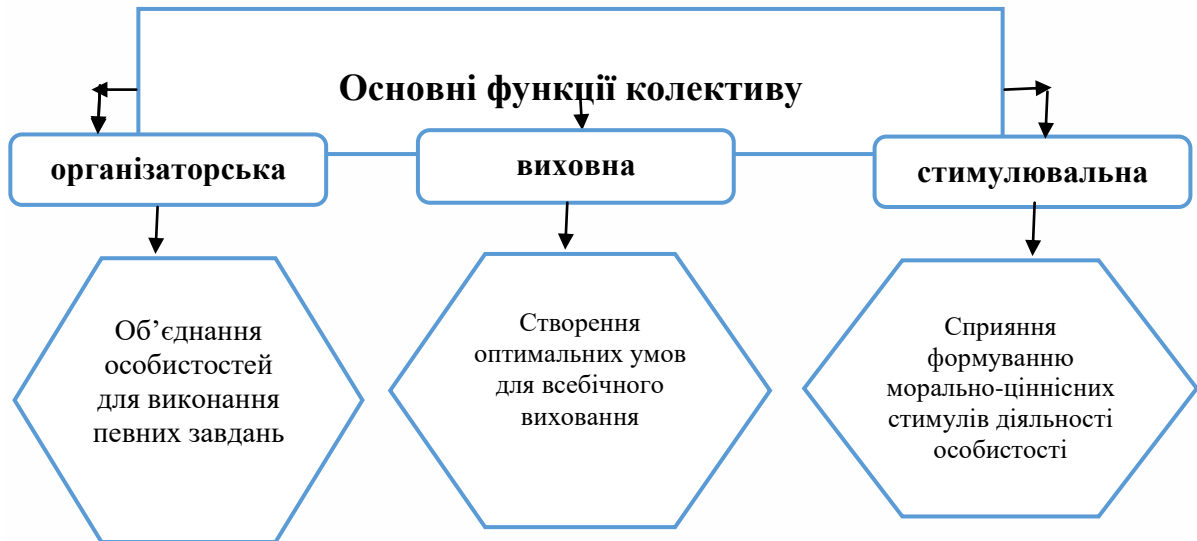 Основні функції колективу
організаторська
виховна
стимулювальна
Об’єднання
особистостей
для виконання
певних завдань
Створення
оптимальних умов
для всебічного
виховання
Сприяння
формуванню
морально-ціннісних
стимулів діяльності
особистості